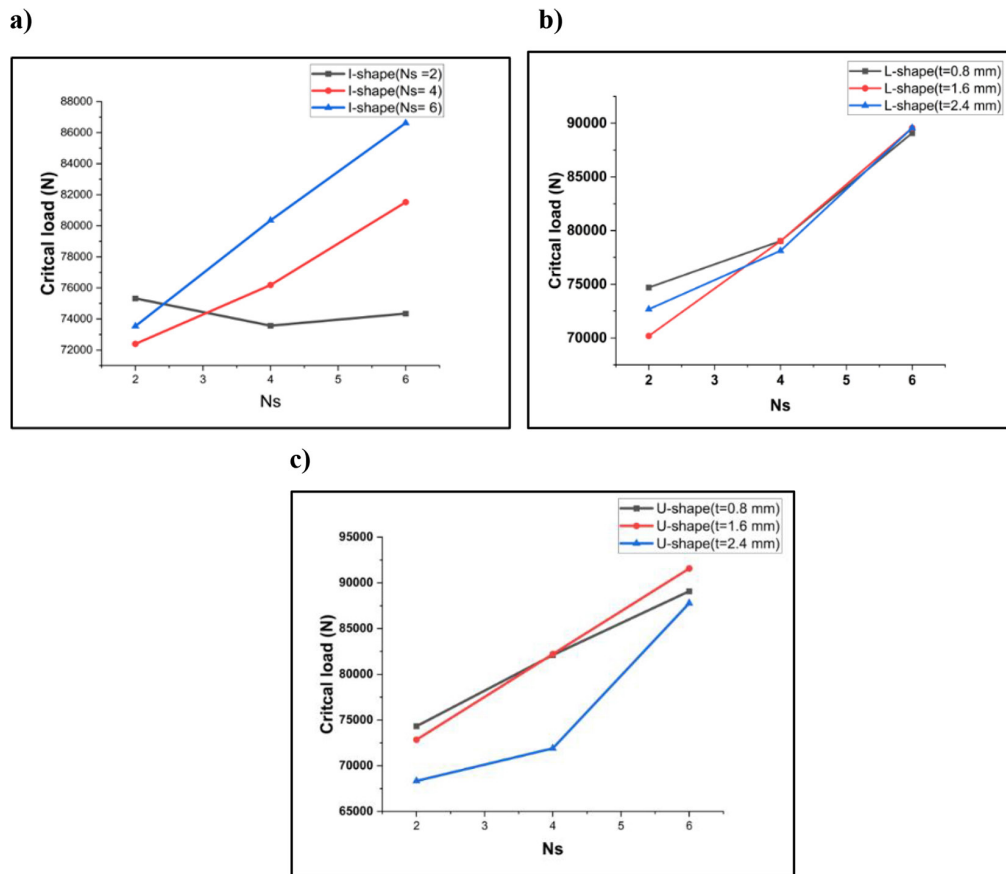 a)
I-shape(Ns =2)
I-shape(Ns= 4)
I-shape(Ns= 6)
88000
86000
84000
82000
80000
78000
76000
74000
72000
Critcal load (N)
2
3
4
5
6
Ns
b)
L-shape(t=0.8 mm)
L-shape(t=1.6 mm)
L-shape(t=2.4 mm)
90000
85000
80000
75000
70000
Critcal load (N)
2
3
4
5
6
Ns
c)
U-shape(t=0.8 mm)
U-shape(t=1.6 mm)
U-shape(t=2.4 mm)
95000
90000
85000
80000
75000
70000
65000
Critcal load (N)
2
3
4
5
6
Ns